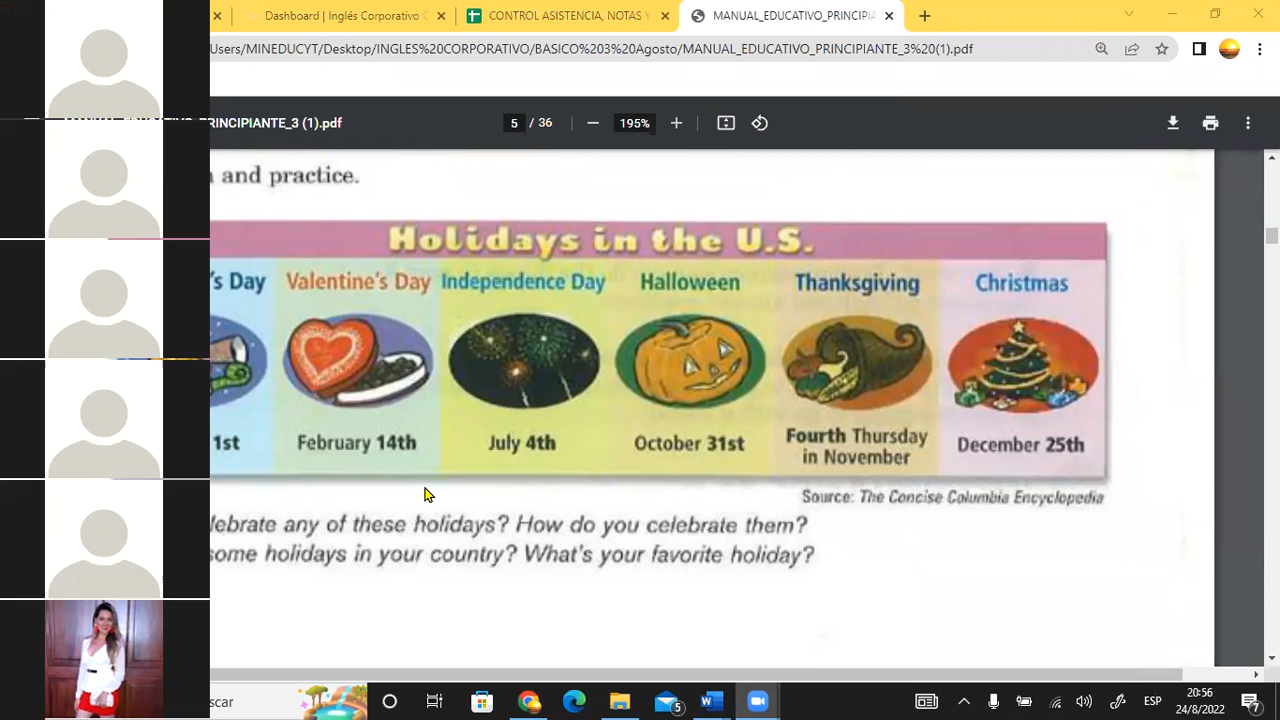 Dashboard | Inglés Corporativo
CONTROL ASISTENCIA, NOTAS Y
MANUAL_EDUCATIVO_PRINCIPIA
Users/MINEDUCYT/Desktop/INGLES%20CORPORATIVO/BASICO%203%20Agosto/MANUAL_EDUCATIVO_PRINCIPIANTE_3%20(1).pdf
RINCIPIANTE_3 (1).pdf
5 / 36
195%
and practice.
Holidays in the U.S.
's Day
Valentine's Day
Independence Day
Halloween
Thanksgiving
Christmas
1st
February 14th
July 4th
October 31st
Fourth Thursday
in November
December 25th
Source: The Concise Columbia Encyclopedia
lebrate any of these holidays? How do you celebrate them?
some holidays in your country? What's your favorite holiday?
scar
5
ESP
20:56
24/8/2022
7